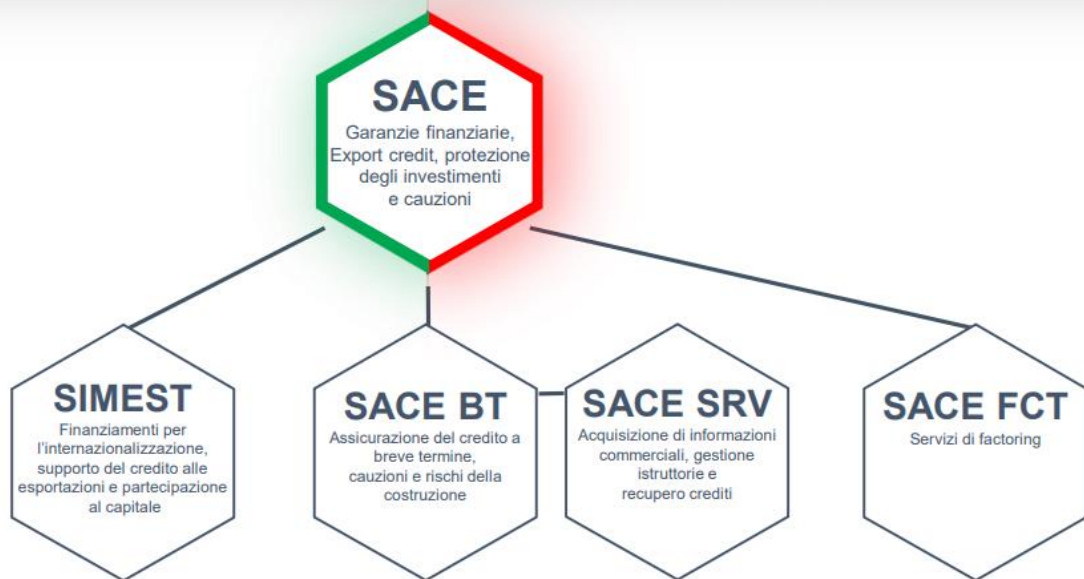 SACE
Garanzie finanziarie,
Export credit, protezione
degli investimenti
e cauzioni
SIMEST
Finanziamenti per
l'internazionalizzazione,
supporto del credito alle
esportazioni e partecipazione
al capitale
SACE BT
Assicurazione del credito a
breve termine,
cauzioni e rischi della
costruzione
SACE SRV
Acquisizione di informazioni
commerciali, gestione
istruttorie e
recupero crediti
SACE FCT
Servizi di factoring